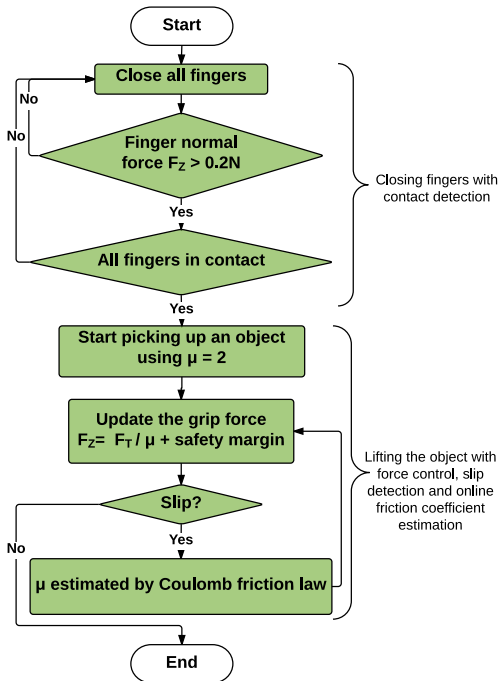 Start
Close all fingers
No
No
Finger normal
force F_Z > 0.2N
Yes
All fingers in contact
Yes
Closing fingers with
contact detection
Start picking up an object
using μ = 2
Update the grip force
F_Z= F_T / μ + safety margin
Slip?
No
Yes
μ estimated by Coulomb friction law
Lifting the object with
force control, slip
detection and online
friction coefficient
estimation
End